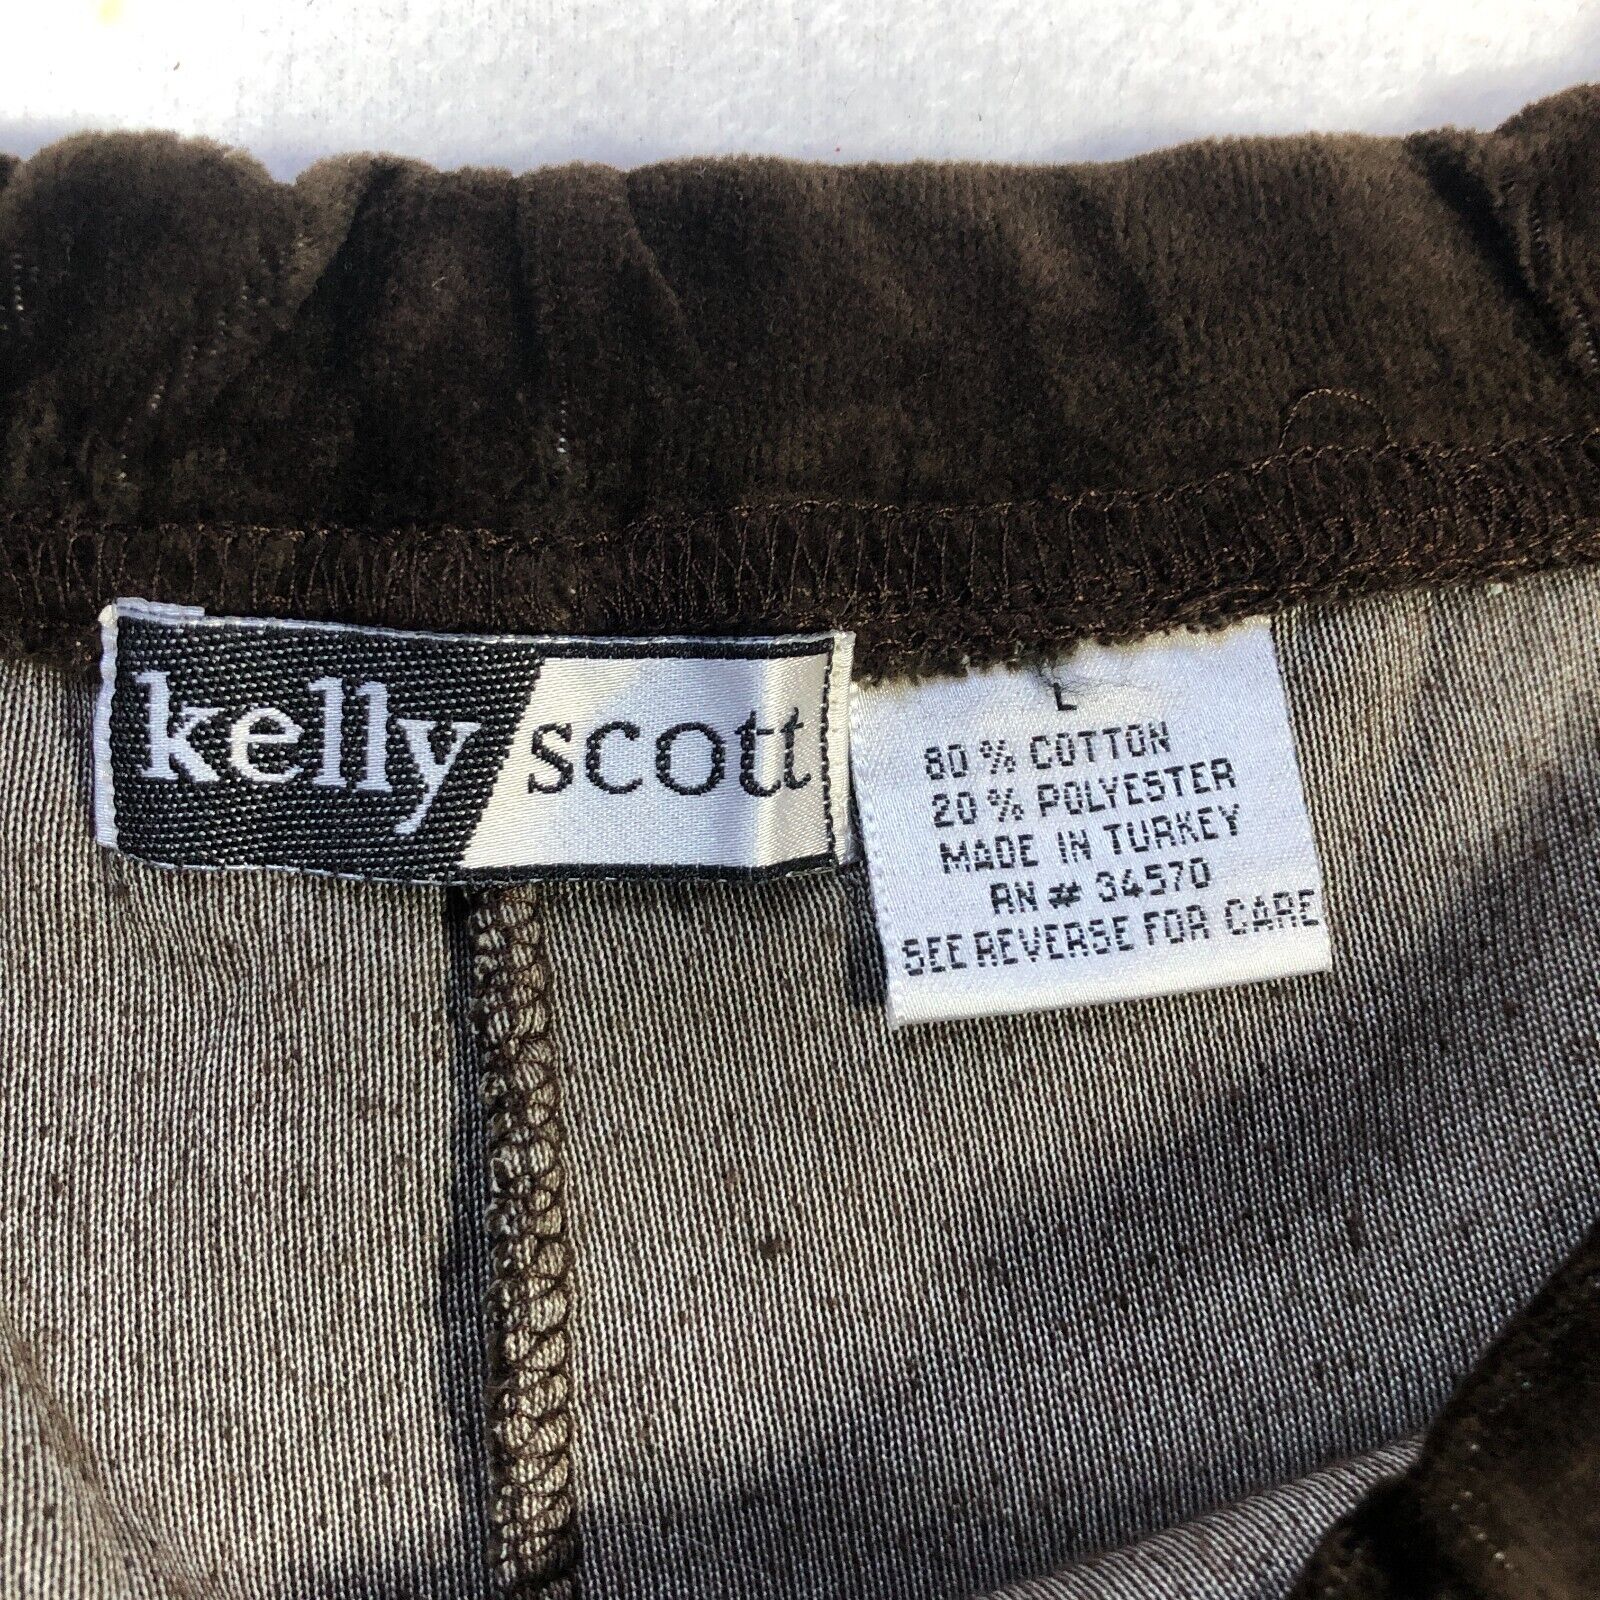 kelly scott
L
80 % COTTON
20 % POLYESTER
MADE IN TURKEY
RN # 34570
SEE REVERSE FOR CARE